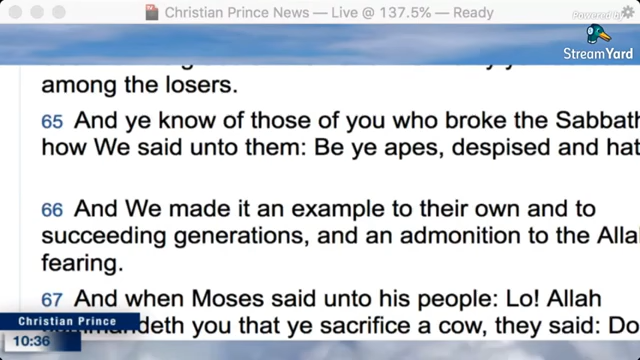 Christian Prince News — Live @ 137.5% — Ready
Powered by
StreamYard
among the losers.
65 And ye know of those of you who broke the Sabbath
how We said unto them: Be ye apes, despised and hat
66 And We made it an example to their own and to
succeeding generations, and an admonition to the Alla
fearing.
67 And when Moses said unto his people: Lo! Allah
Christian Prince
deth you that ye sacrifice a cow, they said: Do
10:36